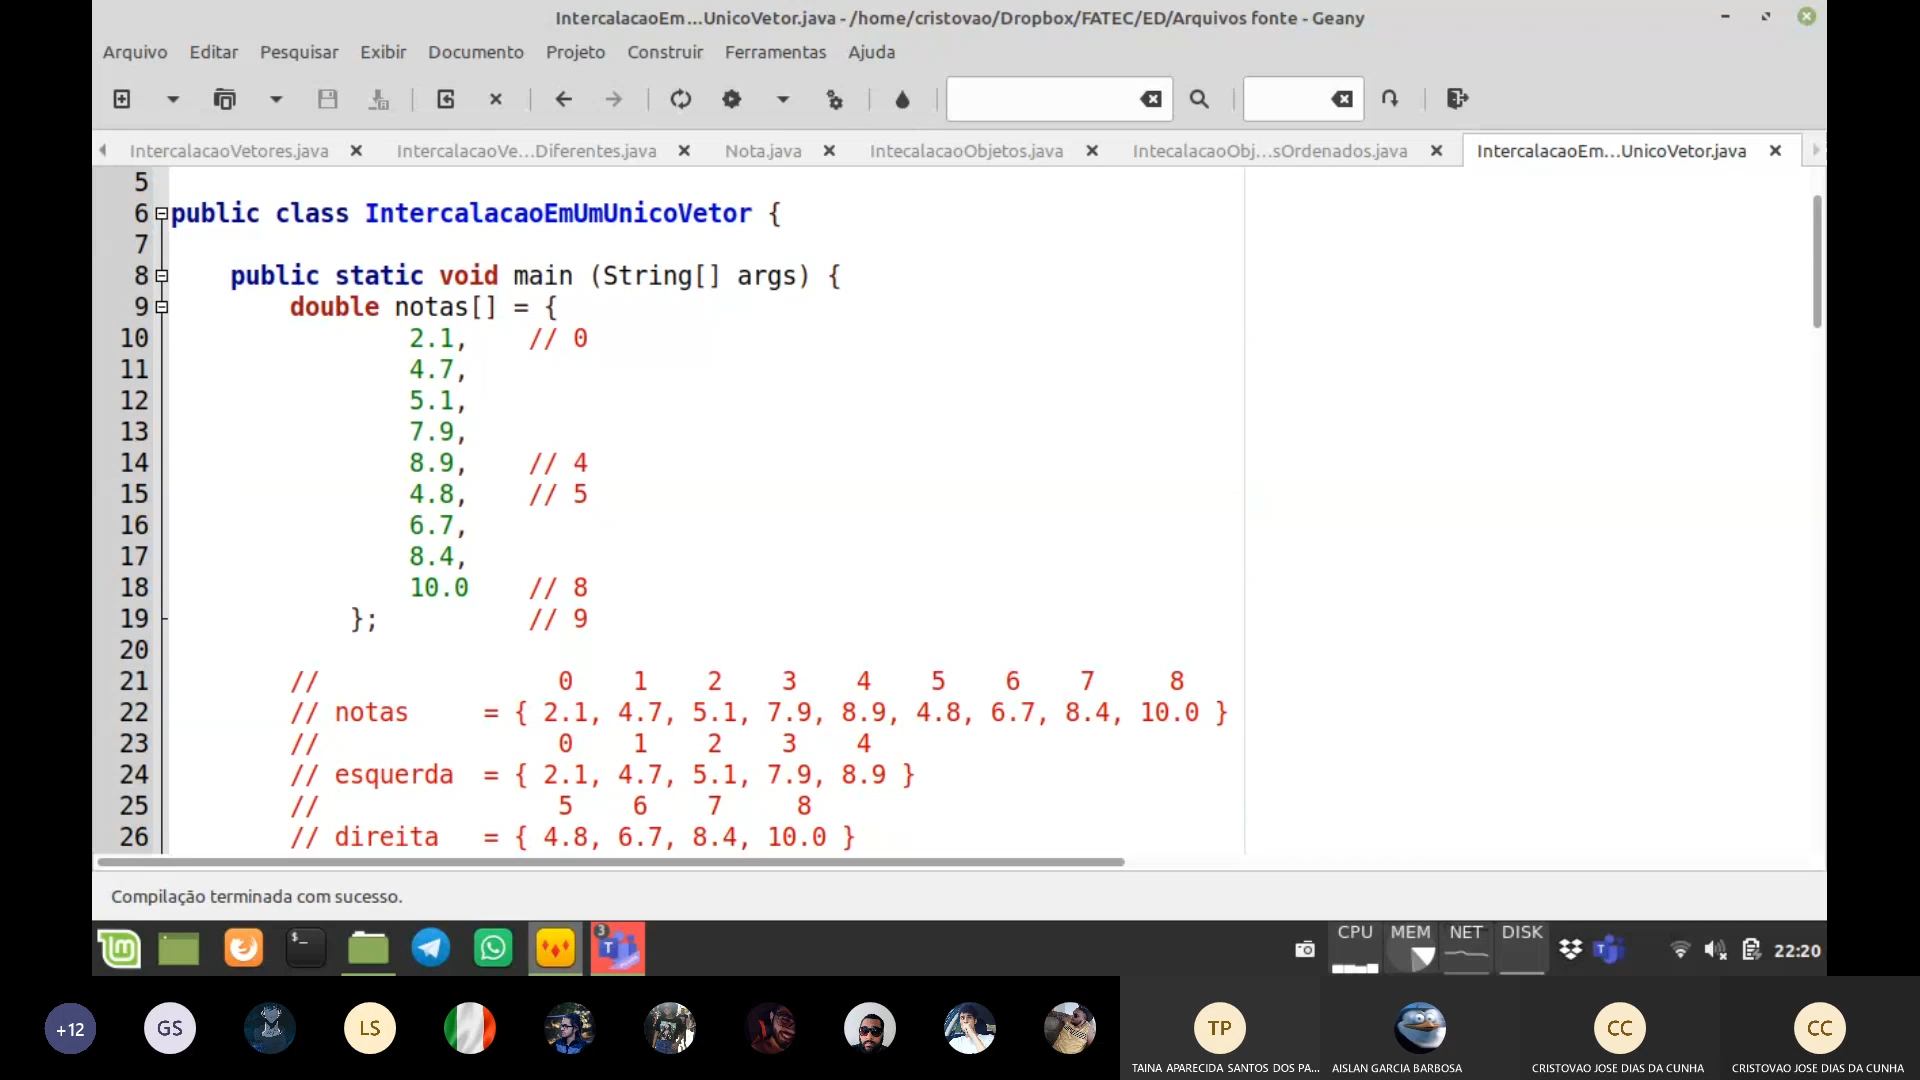 IntercalacaoEm...UnicoVetor.java - /home/cristovao/Dropbox/FATEC/ED/Arquivos fonte - Geany
Arquivo Editar Pesquisar Exibir Documento Projeto Construir Ferramentas Ajuda
IntercalacaoVetores.java IntercalacaoVe...Diferentes.java Nota.java IntecalacaoObjetos.java IntecalacaoObj...sOrdenados.java IntercalacaoEm...UnicoVetor.java
5
6 public class IntercalacaoEmUmUnicoVetor {
7
8 public static void main (String[] args) {
9 double notas[] = {
10 2.1, // 0
11 4.7,
12 5.1,
13 7.9,
14 8.9, // 4
15 4.8, // 5
16 6.7,
17 8.4,
18 10.0 // 8
19 }; // 9
20
21 // 0 1 2 3 4 5 6 7 8
22 // notas = { 2.1, 4.7, 5.1, 7.9, 8.9, 4.8, 6.7, 8.4, 10.0 }
23 // 0 1 2 3 4
24 // esquerda = { 2.1, 4.7, 5.1, 7.9, 8.9 }
25 // 5 6 7 8
26 // direita = { 4.8, 6.7, 8.4, 10.0 }
Compilação terminada com sucesso.
$_ 3 T CPU MEM NET DISK T 22:20
+12 GS LS TP CC CC
TAINA APARECIDA SANTOS DOS PA... AISLAN GARCIA BARBOSA CRISTOVAO JOSE DIAS DA CUNHA CRISTOVAO JOSE DIAS DA CUNHA